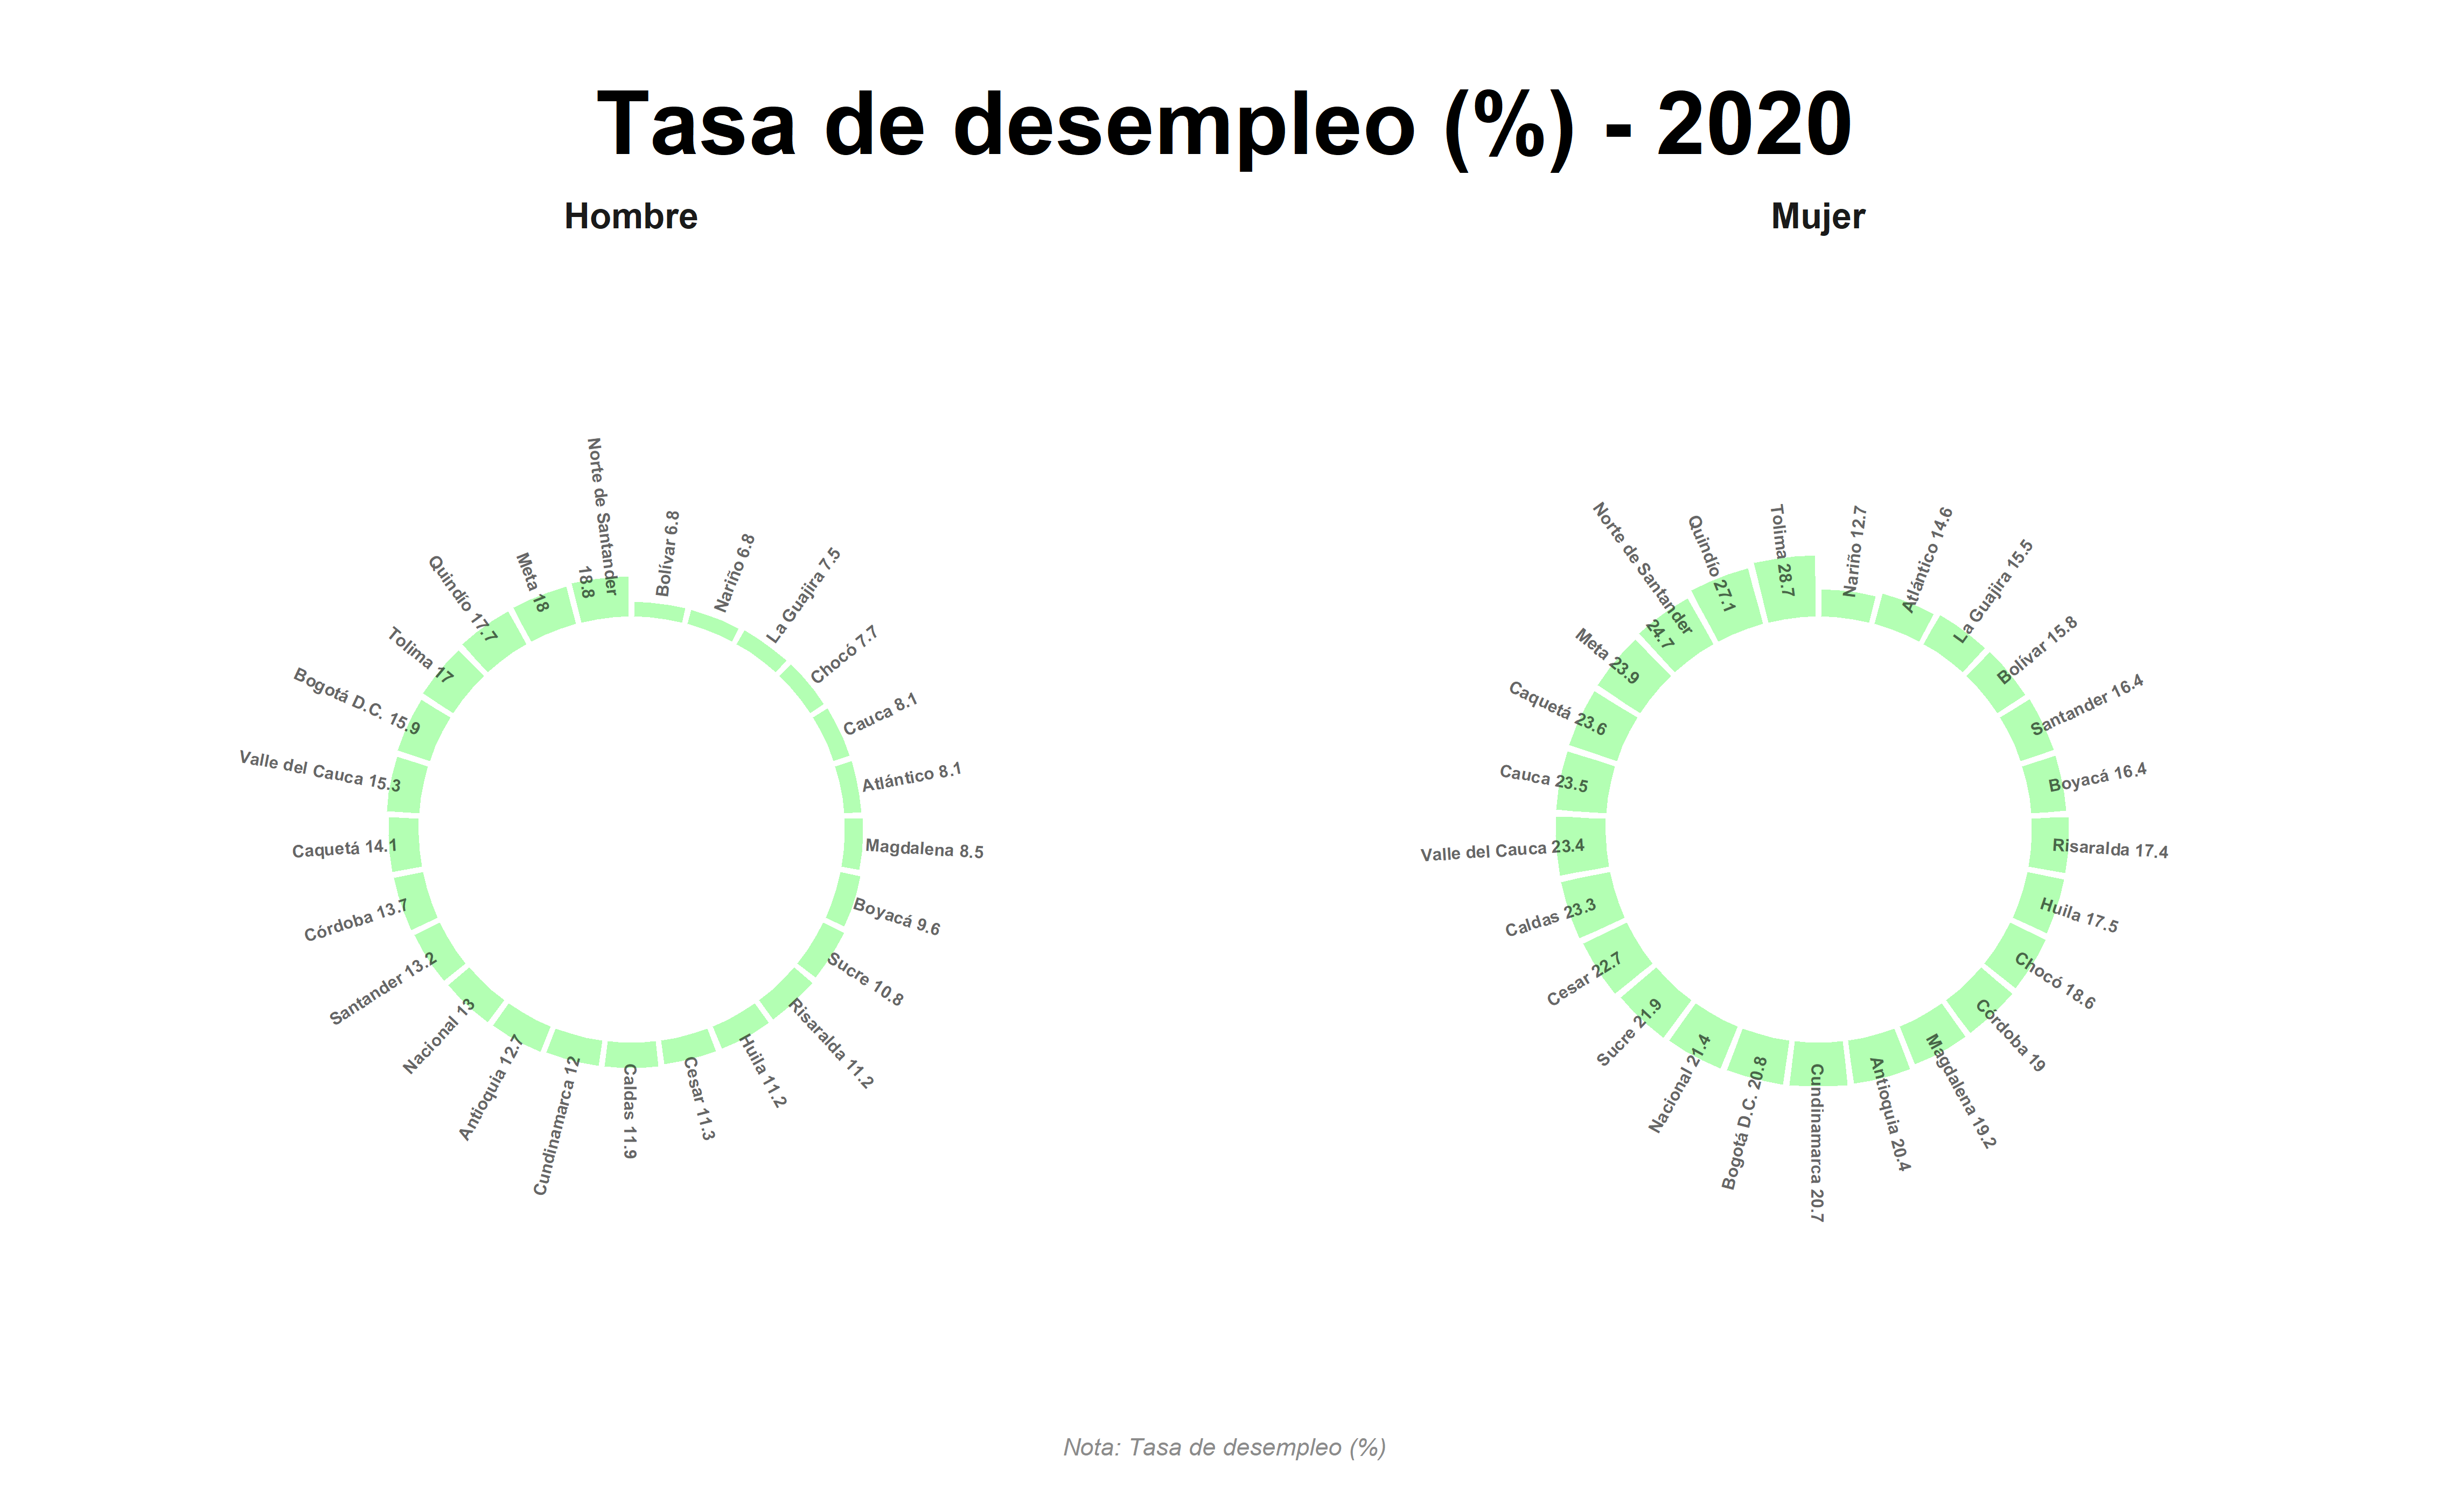 Tasa de desempleo (%) - 2020
Hombre
Bolívar 6.8
Nariño 6.8
La Guajira 7.5
Chocó 7.7
Cauca 8.1
Atlántico 8.1
Magdalena 8.5
Boyacá 9.6
Sucre 10.8
Risaralda 11.2
Huila 11.2
Cesar 11.3
Caldas 11.9
Cundinamarca 12
Antioquia 12.7
Nacional 13
Santander 13.2
Córdoba 13.7
Caquetá 14.1
Valle del Cauca 15.3
Bogotá D.C. 15.9
Tolima 17
Quindío 17.7
Meta 18
Norte de Santander
18.8
Mujer
Nariño 12.7
Atlántico 14.6
La Guajira 15.5
Bolívar 15.8
Santander 16.4
Boyacá 16.4
Risaralda 17.4
Huila 17.5
Chocó 18.6
Córdoba 19
Magdalena 19.2
Antioquia 20.4
Cundinamarca 20.7
Bogotá D.C. 20.8
Nacional 21.4
Sucre 21.9
Cesar 22.7
Caldas 23.3
Valle del Cauca 23.4
Cauca 23.5
Caquetá 23.6
Meta 23.9
Norte de Santander
24.7
Quindío 27.1
Tolima 28.7
Nota: Tasa de desempleo (%)